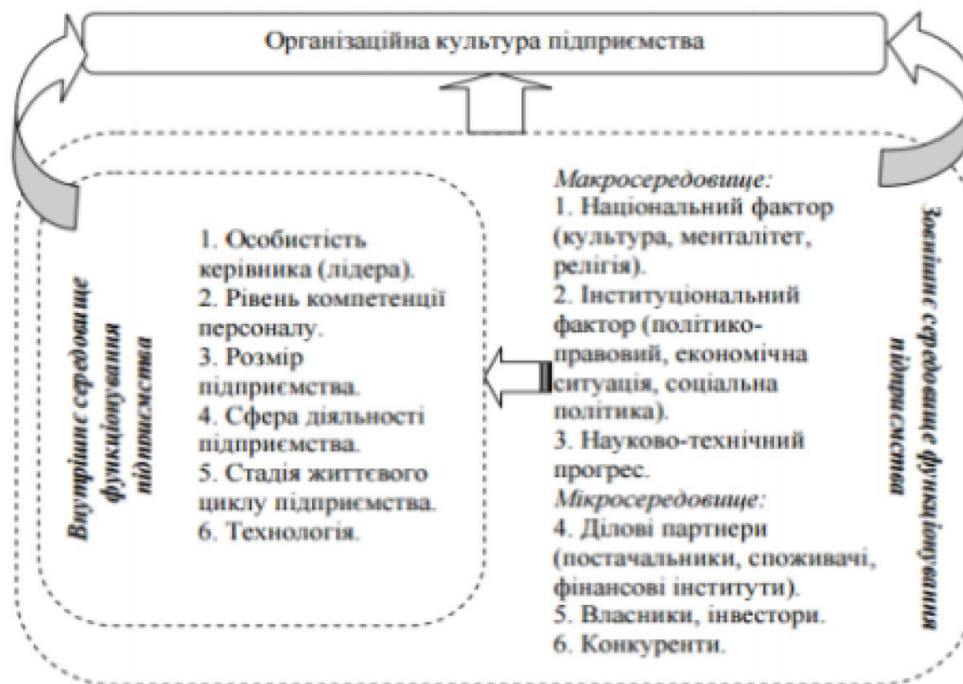 Організаційна культура підприємства
Внутрішнє середовище
функціонування
підприємства
1. Особистість
керівника (лідера).
2. Рівень компетенції
персоналу.
3. Розмір
підприємства.
4. Сфера діяльності
підприємства.
5. Стадія життєвого
циклу підприємства.
6. Технологія.
Макросередовище:
1. Національний фактор
(культура, менталітет,
релігія).
2. Інституціональний
фактор (політико-
правовий, економічна
ситуація, соціальна
політика).
3. Науково-технічний
прогрес.
Мікросередовище:
4. Ділові партнери
(постачальники, споживачі,
фінансові інститути).
5. Власники, інвестори.
6. Конкуренти.
Зовнішнє середовище функціонування
підприємства